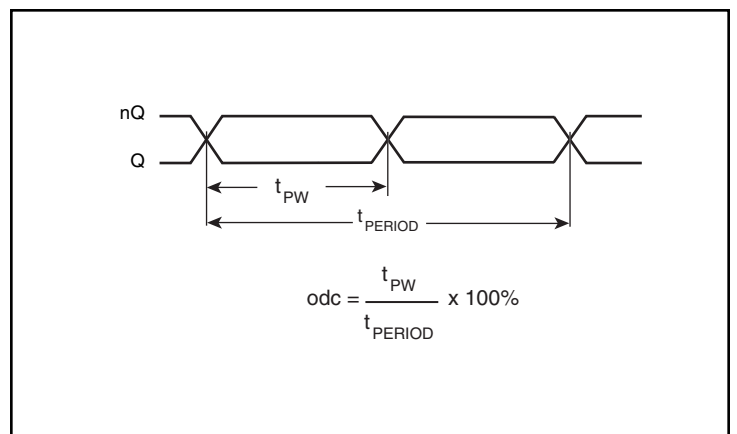 nQ
Q
tPW
tPERIOD
odc = tPW / tPERIOD x 100%